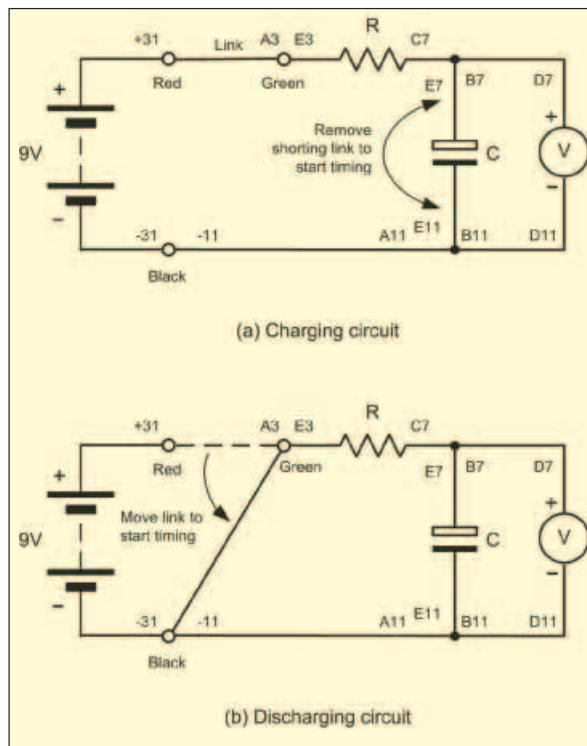 +31 Link A3 E3 R C7
Red Green E7 B7 D7
+ +
9V Remove
shorting link to
start timing C V
- -
E11
-31 -11 A11 B11 D11
Black
(a) Charging circuit
+31 A3 E3 R C7
Red Green E7 B7 D7
+ +
9V Move link to
start timing C V
- -
E11
-31 -11 A11 B11 D11
Black
(b) Discharging circuit